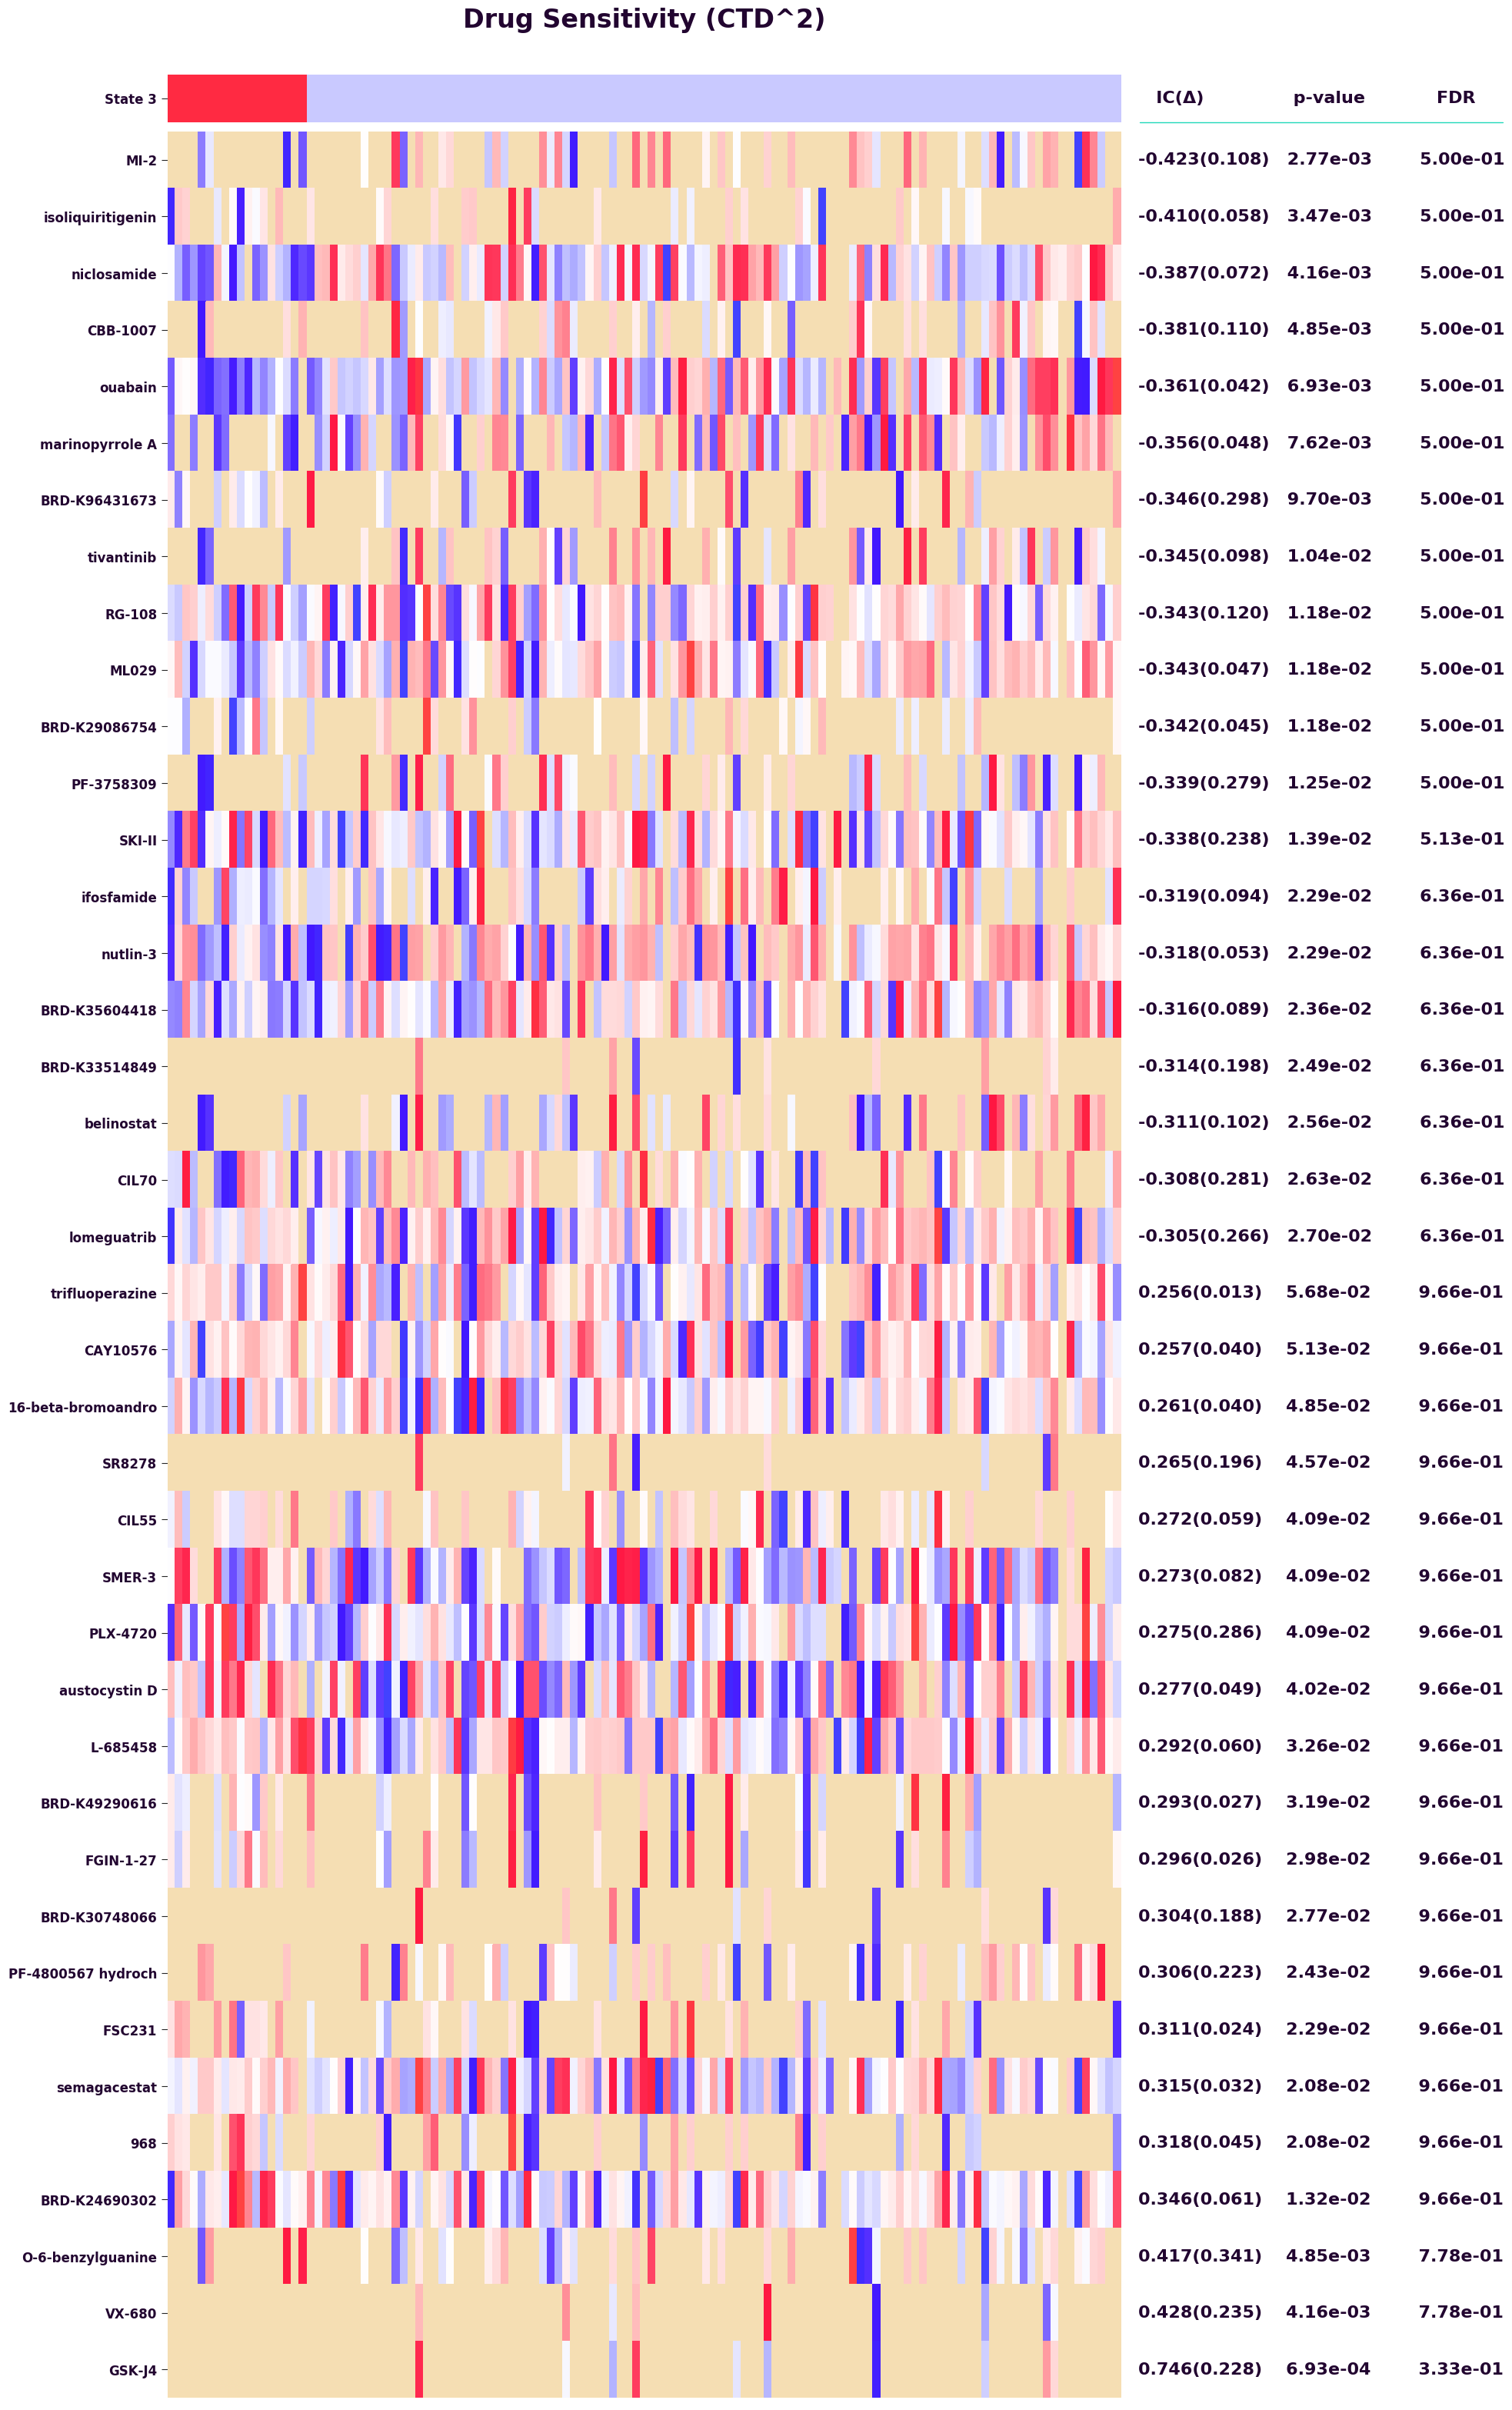 Drug Sensitivity (CTD^2)
State 3 IC(Δ) p-value FDR
MI-2 -0.423(0.108) 2.77e-03 5.00e-01
isoliquiritigenin -0.410(0.058) 3.47e-03 5.00e-01
niclosamide -0.387(0.072) 4.16e-03 5.00e-01
CBB-1007 -0.381(0.110) 4.85e-03 5.00e-01
ouabain -0.361(0.042) 6.93e-03 5.00e-01
marinopyrrole A -0.356(0.048) 7.62e-03 5.00e-01
BRD-K96431673 -0.346(0.298) 9.70e-03 5.00e-01
tivantinib -0.345(0.098) 1.04e-02 5.00e-01
RG-108 -0.343(0.120) 1.18e-02 5.00e-01
ML029 -0.343(0.047) 1.18e-02 5.00e-01
BRD-K29086754 -0.342(0.045) 1.18e-02 5.00e-01
PF-3758309 -0.339(0.279) 1.25e-02 5.00e-01
SKI-II -0.338(0.238) 1.39e-02 5.13e-01
ifosfamide -0.319(0.094) 2.29e-02 6.36e-01
nutlin-3 -0.318(0.053) 2.29e-02 6.36e-01
BRD-K35604418 -0.316(0.089) 2.36e-02 6.36e-01
BRD-K33514849 -0.314(0.198) 2.49e-02 6.36e-01
belinostat -0.311(0.102) 2.56e-02 6.36e-01
CIL70 -0.308(0.281) 2.63e-02 6.36e-01
lomeguatrib -0.305(0.266) 2.70e-02 6.36e-01
trifluoperazine 0.256(0.013) 5.68e-02 9.66e-01
CAY10576 0.257(0.040) 5.13e-02 9.66e-01
16-beta-bromoandro 0.261(0.040) 4.85e-02 9.66e-01
SR8278 0.265(0.196) 4.57e-02 9.66e-01
CIL55 0.272(0.059) 4.09e-02 9.66e-01
SMER-3 0.273(0.082) 4.09e-02 9.66e-01
PLX-4720 0.275(0.286) 4.09e-02 9.66e-01
austocystin D 0.277(0.049) 4.02e-02 9.66e-01
L-685458 0.292(0.060) 3.26e-02 9.66e-01
BRD-K49290616 0.293(0.027) 3.19e-02 9.66e-01
FGIN-1-27 0.296(0.026) 2.98e-02 9.66e-01
BRD-K30748066 0.304(0.188) 2.77e-02 9.66e-01
PF-4800567 hydroch 0.306(0.223) 2.43e-02 9.66e-01
FSC231 0.311(0.024) 2.29e-02 9.66e-01
semagacestat 0.315(0.032) 2.08e-02 9.66e-01
968 0.318(0.045) 2.08e-02 9.66e-01
BRD-K24690302 0.346(0.061) 1.32e-02 9.66e-01
O-6-benzylguanine 0.417(0.341) 4.85e-03 7.78e-01
VX-680 0.428(0.235) 4.16e-03 7.78e-01
GSK-J4 0.746(0.228) 6.93e-04 3.33e-01